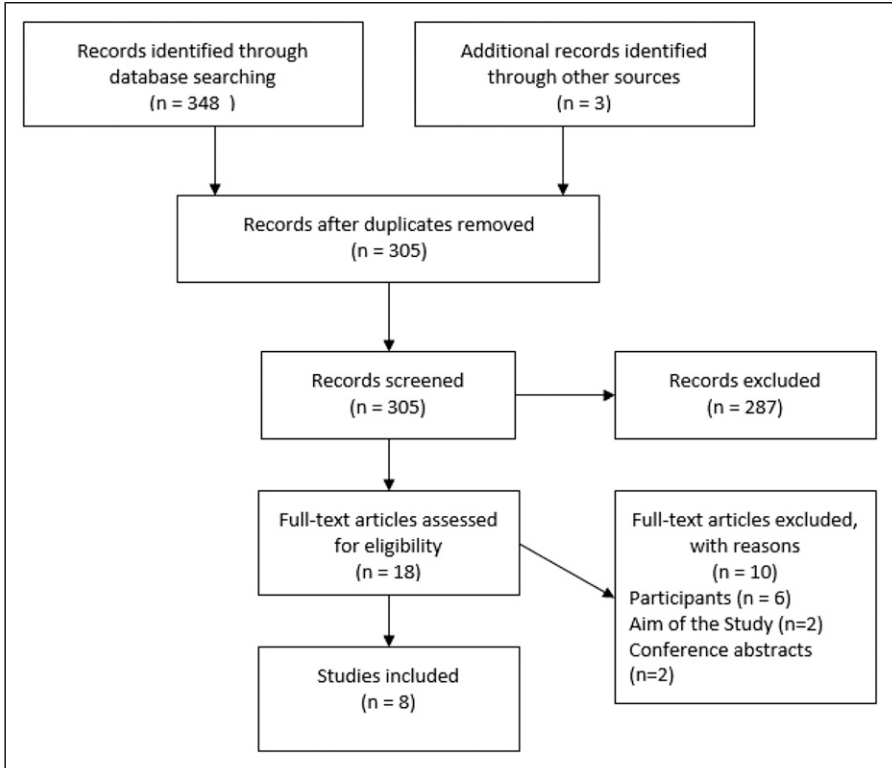 Records identified through
database searching
(n = 348  )
Additional records identified
through other sources
(n = 3)
Records after duplicates removed
(n = 305)
Records screened
(n = 305)
Records excluded
(n = 287)
Full-text articles assessed
for eligibility
(n = 18)
Full-text articles excluded,
with reasons
(n = 10)
Participants (n = 6)
Aim of the Study (n=2)
Conference abstracts
(n=2)
Studies included
(n = 8)